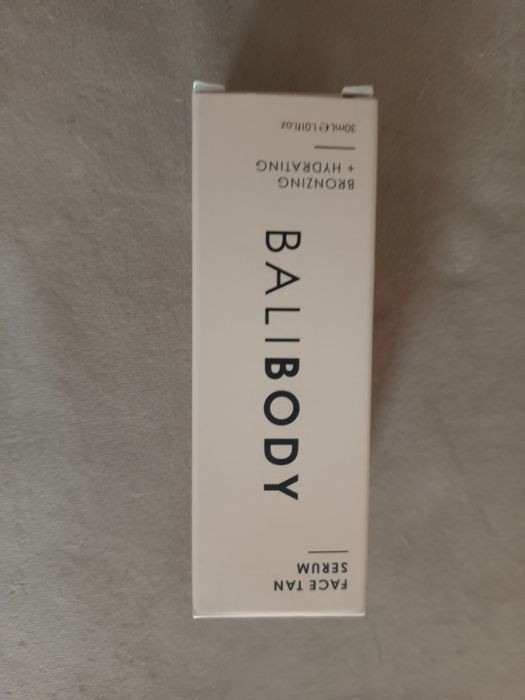 FACE TAN
SERUM
BALIBODY
BRONZING
+ HYDRATING
30mL℮1.01fl.oz